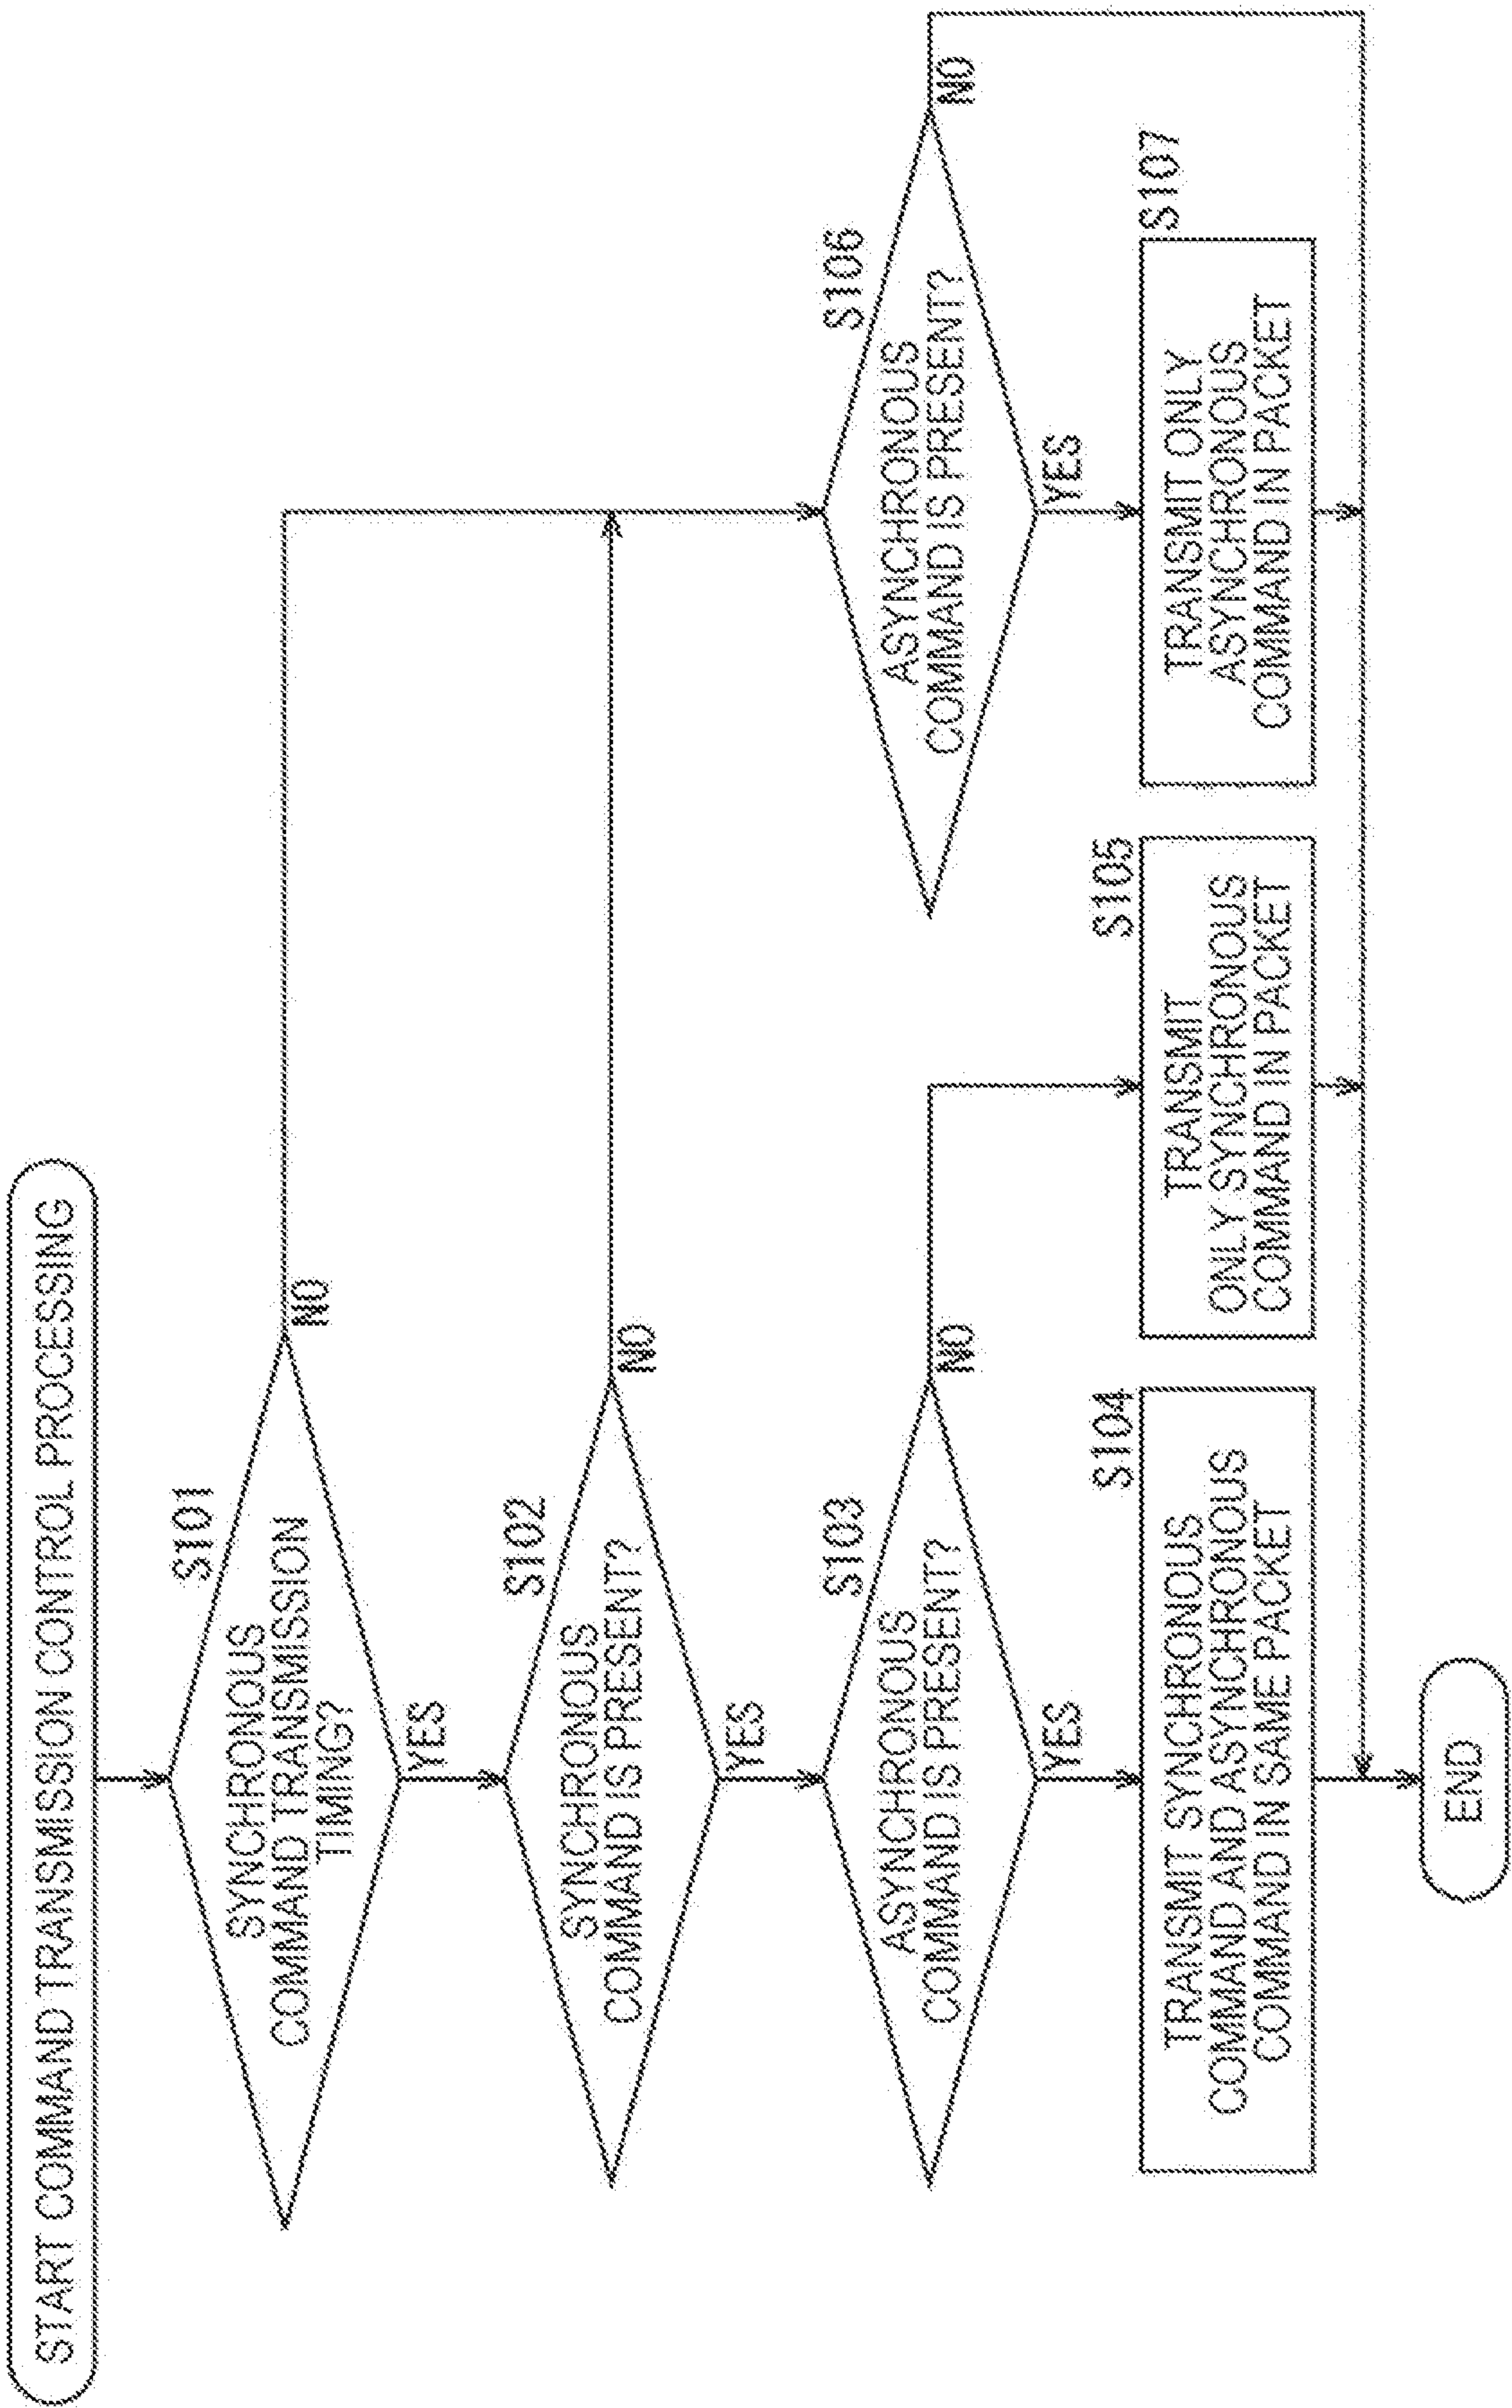 START COMMAND TRANSMISSION CONTROL PROCESSING
S101
SYNCHRONOUS
COMMAND TRANSMISSION
TIMING?
NO
YES
S102
SYNCHRONOUS
COMMAND IS PRESENT?
NO
YES
S103
ASYNCHRONOUS
COMMAND IS PRESENT?
NO
YES
S106
ASYNCHRONOUS
COMMAND IS PRESENT?
NO
YES
S104
TRANSMIT SYNCHRONOUS
COMMAND AND ASYNCHRONOUS
COMMAND IN SAME PACKET
S105
TRANSMIT
ONLY SYNCHRONOUS
COMMAND IN PACKET
S107
TRANSMIT ONLY
ASYNCHRONOUS
COMMAND IN PACKET
END